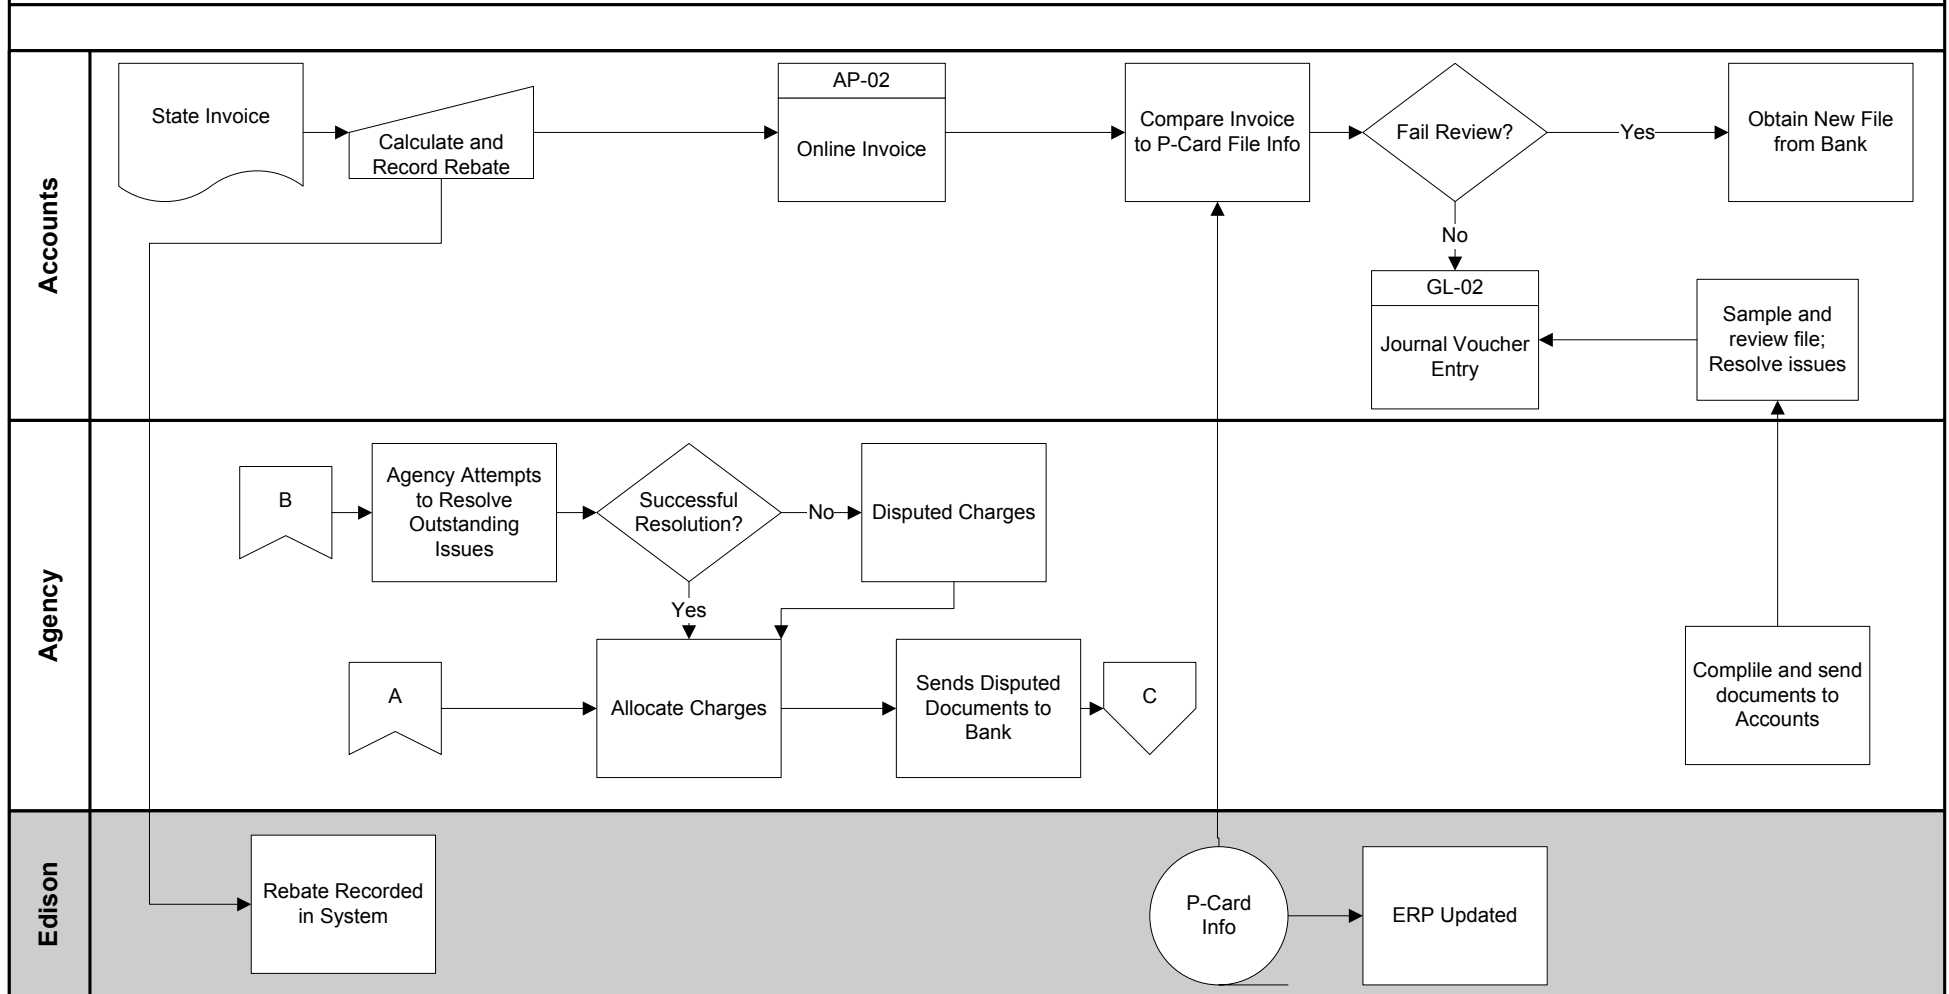 Accounts
State Invoice
Calculate and
Record Rebate
AP-02
Online Invoice
Compare Invoice
to P-Card File Info
Fail Review?
Yes
Obtain New File
from Bank
No
GL-02
Journal Voucher
Entry
Sample and
review file;
Resolve issues
Agency
B
Agency Attempts
to Resolve
Outstanding
Issues
Successful
Resolution?
No
Disputed Charges
Yes
A
Allocate Charges
Sends Disputed
Documents to
Bank
C
Complile and send
documents to
Accounts
Edison
Rebate Recorded
in System
P-Card
Info
ERP Updated